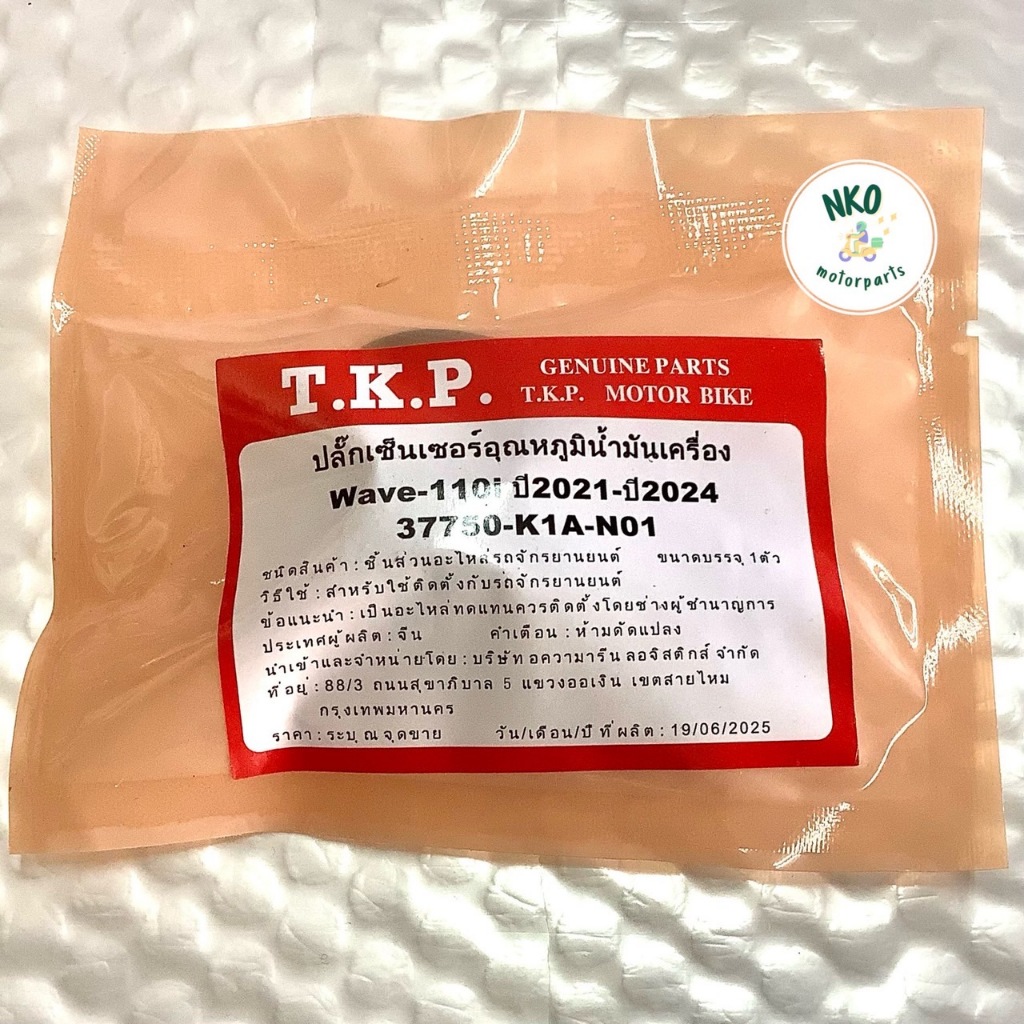 NKO
motorparts
T.K.P. GENUINE PARTS
T.K.P. MOTOR BIKE
ปลั๊กเซ็นเซอร์อุณหภูมิน้ำมันเครื่อง
Wave-110i ปี2021-ปี2024
37750-K1A-N01
ชนิดสินค้า : ชิ้นส่วนอะไหล่รถจักรยานยนต์ ขนาดบรรจุ 1ตัว
วิธีใช้ : สำหรับใช้ติดตั้งกับรถจักรยานยนต์
ข้อแนะนำ : เป็นอะไหล่ทดแทนควรติดตั้งโดยช่างผู้ชำนาญการ
ประเทศผู้ผลิต : จีน คำเตือน : ห้ามดัดแปลง
นำเข้าและจำหน่ายโดย : บริษัท อความารีน ลอจิสติกส์ จำกัด
ที่อยู่ : 88/3 ถนนสุขาภิบาล 5 แขวงออเงิน เขตสายไหม
กรุงเทพมหานคร
ราคา : ระบุ ณ จุดขาย วัน/เดือน/ปี ที่ผลิต : 19/06/2025